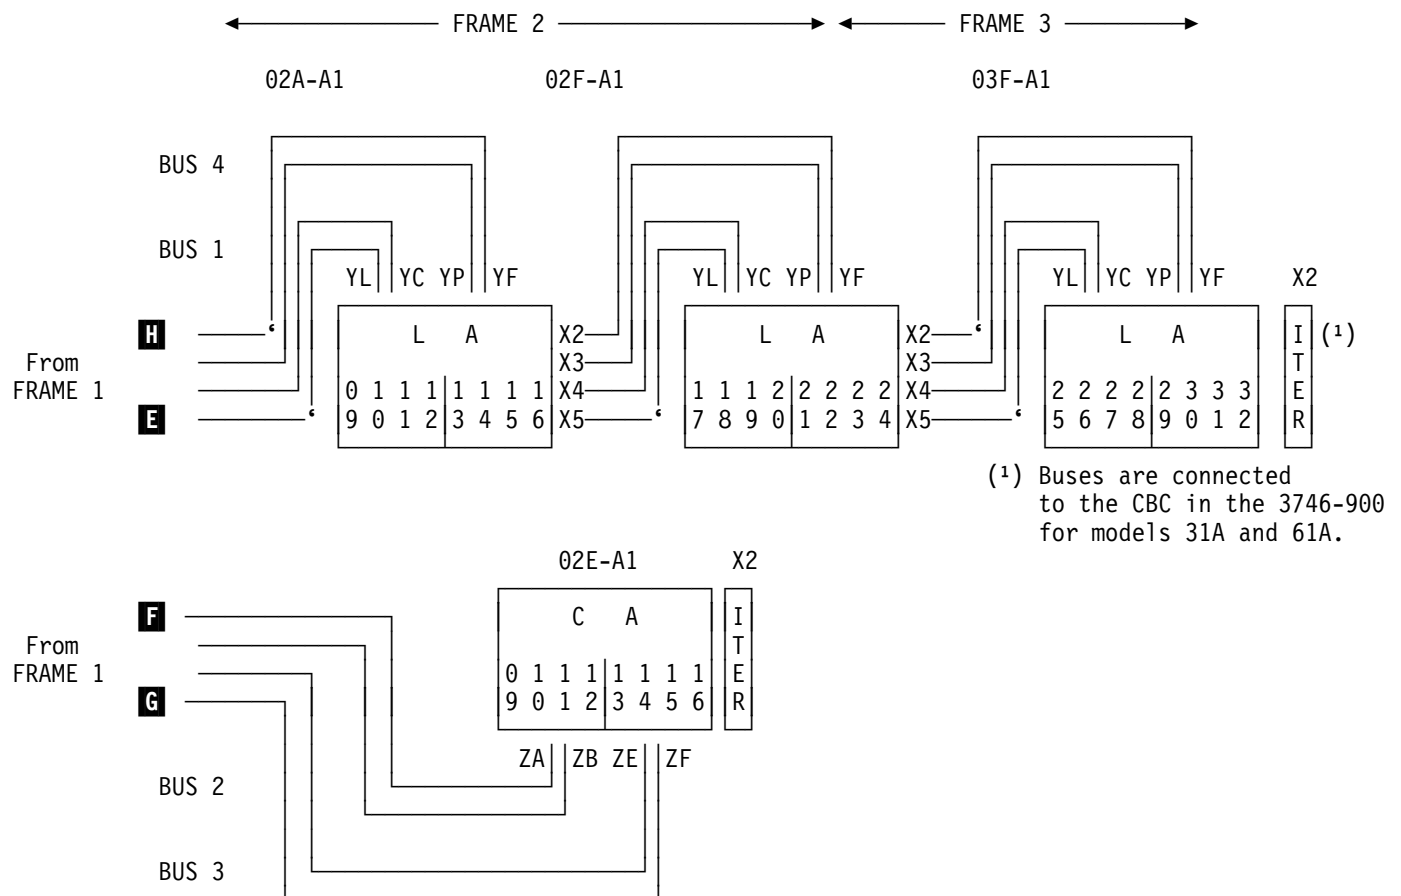 FRAME 2 FRAME 3
02A-A1 02F-A1 03F-A1
BUS 4
BUS 1
YL YC YP YF YL YC YP YF YL YC YP YF X2
H L A X2 L A X2 L A I (¹)
From X3 X3 T
FRAME 1 0 1 1 1 1 1 1 1 X4 1 1 1 2 2 2 2 2 X4 2 2 2 2 2 3 3 3 E
E 9 0 1 2 3 4 5 6 X5 7 8 9 0 1 2 3 4 X5 5 6 7 8 9 0 1 2 R
(¹) Buses are connected
to the CBC in the 3746-900
for models 31A and 61A.
02E-A1 X2
F C A I
From T
FRAME 1 0 1 1 1 1 1 1 1 E
G 9 0 1 2 3 4 5 6 R
ZA ZB ZE ZF
BUS 2
BUS 3